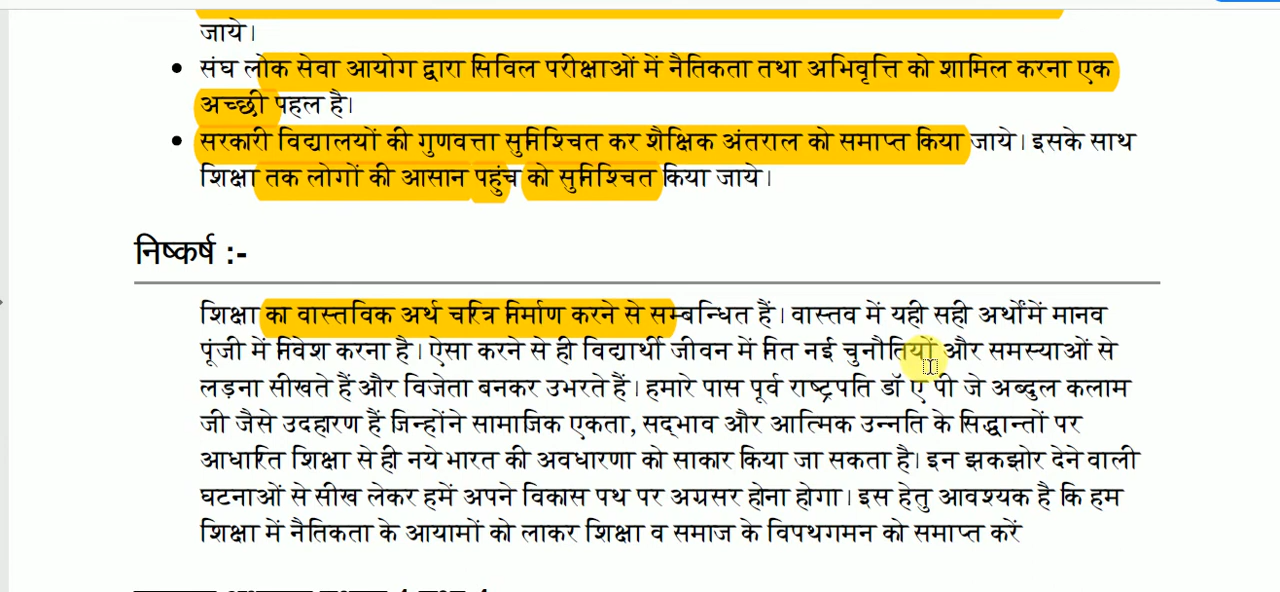 जाये।
• संघ लोक सेवा आयोग द्वारा सिविल परीक्षाओं में नैतिकता तथा अभिवृत्ति को शामिल करना एक
अच्छी पहल है।
• सरकारी विद्यालयों की गुणवत्ता सुनिश्चित कर शैक्षिक अंतराल को समाप्त किया जाये। इसके साथ
शिक्षा तक लोगों की आसान पहुंच को सुनिश्चित किया जाये।
निष्कर्ष :-
शिक्षा का वास्तविक अर्थ चरित्र निर्माण करने से सम्बन्धित हैं। वास्तव में यही सही अर्थोंमें मानव
पूंजी में निवेश करना है। ऐसा करने से ही विद्यार्थी जीवन में नित नई चुनौतियों और समस्याओं से
लड़ना सीखते हैं और विजेता बनकर उभरते हैं। हमारे पास पूर्व राष्ट्रपति डॉ ए पी जे अब्दुल कलाम
जी जैसे उदहारण हैं जिन्होंने सामाजिक एकता, सद्भाव और आत्मिक उन्नति के सिद्धान्तों पर
आधारित शिक्षा से ही नये भारत की अवधारणा को साकार किया जा सकता है। इन झकझोर देने वाली
घटनाओं से सीख लेकर हमें अपने विकास पथ पर अग्रसर होना होगा। इस हेतु आवश्यक है कि हम
शिक्षा में नैतिकता के आयामों को लाकर शिक्षा व समाज के विपथगमन को समाप्त करें